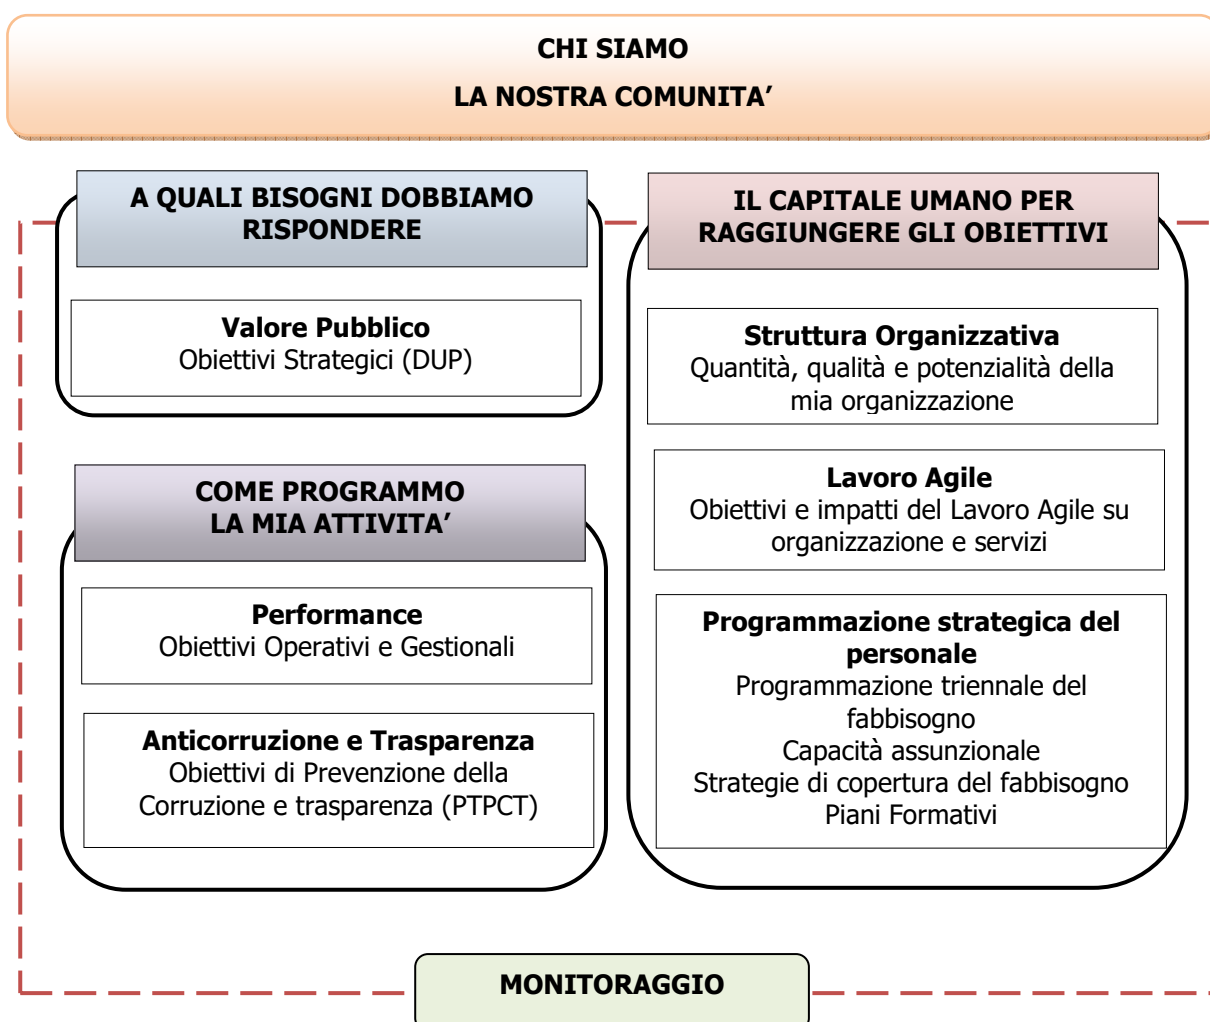 CHI SIAMO
LA NOSTRA COMUNITA’
A QUALI BISOGNI DOBBIAMO
RISPONDERE
Valore Pubblico
Obiettivi Strategici (DUP)
COME PROGRAMMO
LA MIA ATTIVITA’
Performance
Obiettivi Operativi e Gestionali
Anticorruzione e Trasparenza
Obiettivi di Prevenzione della
Corruzione e trasparenza (PTPCT)
IL CAPITALE UMANO PER
RAGGIUNGERE GLI OBIETTIVI
Struttura Organizzativa
Quantità, qualità e potenzialità della
mia organizzazione
Lavoro Agile
Obiettivi e impatti del Lavoro Agile su
organizzazione e servizi
Programmazione strategica del
personale
Programmazione triennale del
fabbisogno
Capacità assunzionale
Strategie di copertura del fabbisogno
Piani Formativi
MONITORAGGIO